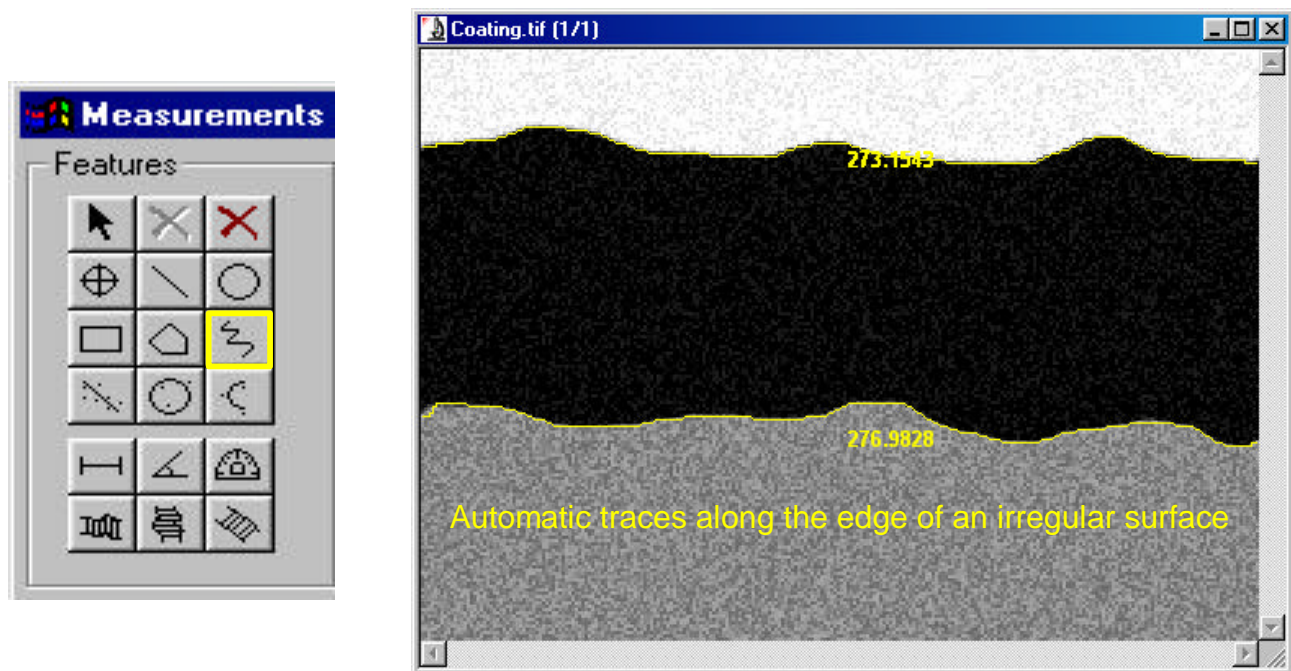 Measurements
Features
Coating.tif (1/1)
273.1543
276.9828
Automatic traces along the edge of an irregular surface